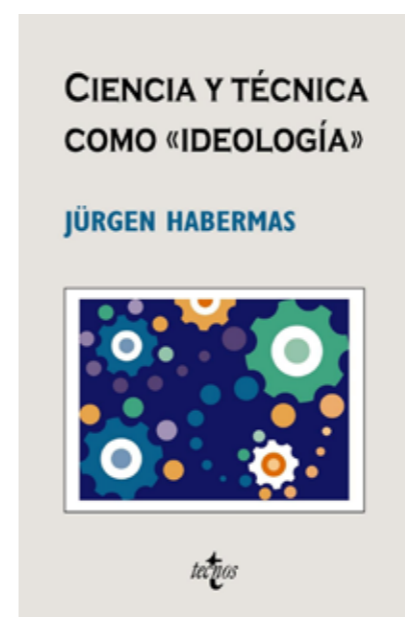 CIENCIA Y TÉCNICA
COMO «IDEOLOGÍA»
JÜRGEN HABERMAS
tecnos